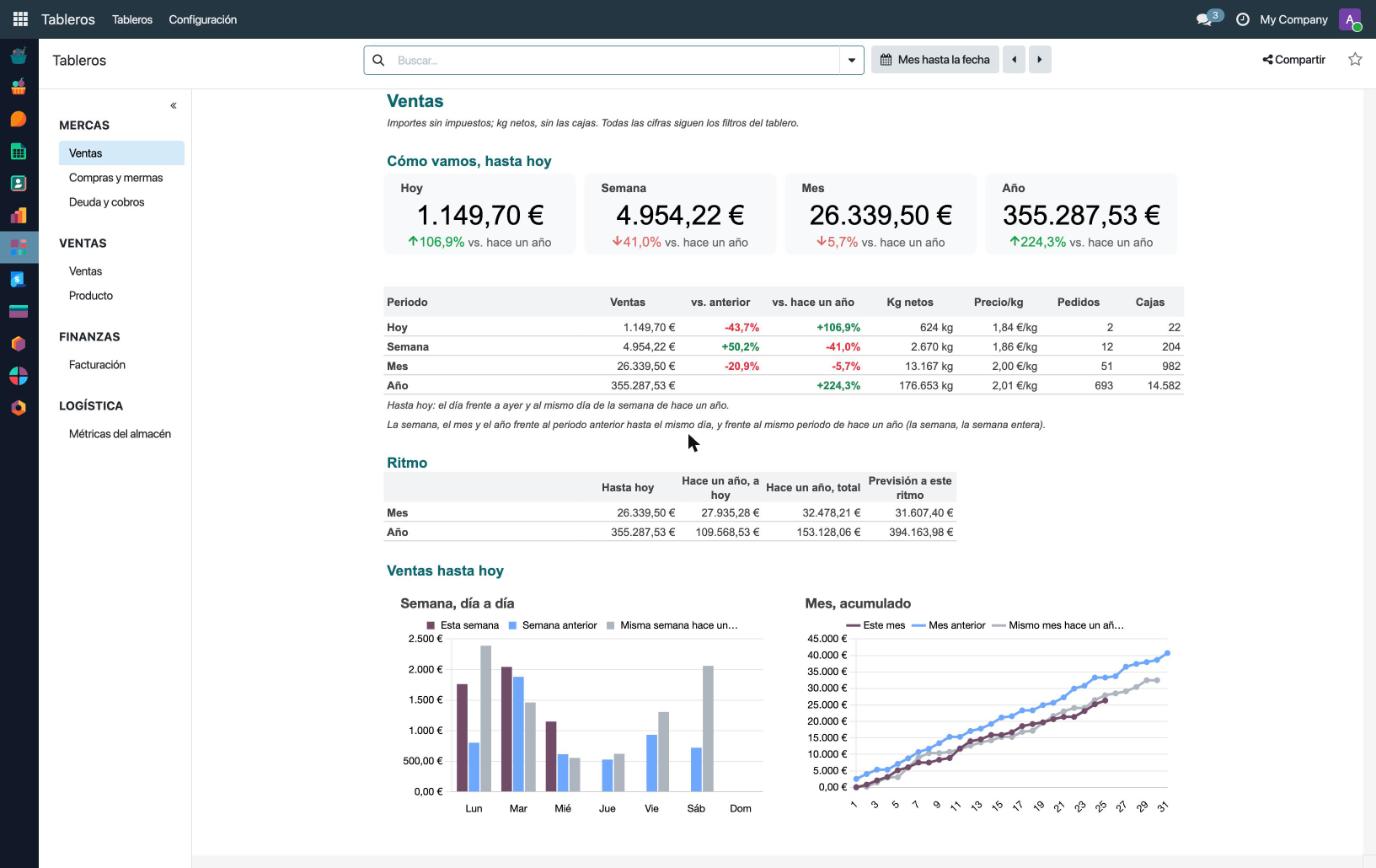 Tableros
Tableros
Configuración
3
My Company
A
Tableros
Buscar...
Mes hasta la fecha
Compartir
«
MERCAS
Ventas
Compras y mermas
Deuda y cobros
VENTAS
Ventas
Producto
FINANZAS
Facturación
LOGÍSTICA
Métricas del almacén
Ventas
Importes sin impuestos; kg netos, sin las cajas. Todas las cifras siguen los filtros del tablero.
Cómo vamos, hasta hoy
Hoy
1.149,70 €
106,9% vs. hace un año
Semana
4.954,22 €
41,0% vs. hace un año
Mes
26.339,50 €
5,7% vs. hace un año
Año
355.287,53 €
224,3% vs. hace un año
Periodo Ventas vs. anterior vs. hace un año Kg netos Precio/kg Pedidos Cajas
Hoy 1.149,70 € -43,7% +106,9% 624 kg 1,84 €/kg 2 22
Semana 4.954,22 € +50,2% -41,0% 2.670 kg 1,86 €/kg 12 204
Mes 26.339,50 € -20,9% -5,7% 13.167 kg 2,00 €/kg 51 982
Año 355.287,53 € +224,3% 176.653 kg 2,01 €/kg 693 14.582
Hasta hoy: el día frente a ayer y al mismo día de la semana de hace un año.
La semana, el mes y el año frente al periodo anterior hasta el mismo día, y frente al mismo periodo de hace un año (la semana, la semana entera).
Ritmo
Hasta hoy Hace un año, a hoy Hace un año, total Previsión a este ritmo
Mes 26.339,50 € 27.935,28 € 32.478,21 € 31.607,40 €
Año 355.287,53 € 109.568,53 € 153.128,06 € 394.163,98 €
Ventas hasta hoy
Semana, día a día
Esta semana Semana anterior Misma semana hace un...
2.500 €
2.000 €
1.500 €
1.000 €
500,00 €
0,00 €
Lun Mar Mié Jue Vie Sáb Dom
Mes, acumulado
Este mes Mes anterior Mismo mes hace un añ...
45.000 €
40.000 €
35.000 €
30.000 €
25.000 €
20.000 €
15.000 €
10.000 €
5.000 €
0,00 €
1 3 5 7 9 11 13 15 17 19 21 23 25 27 29 31